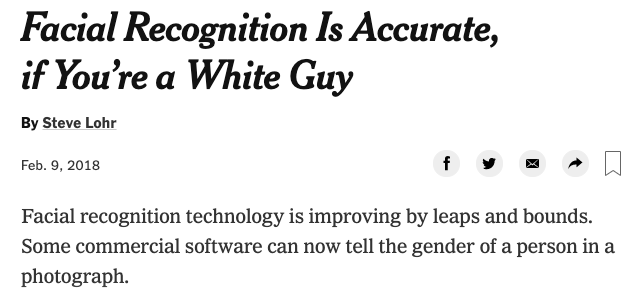 Facial Recognition Is Accurate,
if You’re a White Guy
By Steve Lohr
Feb. 9, 2018
Facial recognition technology is improving by leaps and bounds.
Some commercial software can now tell the gender of a person in a
photograph.